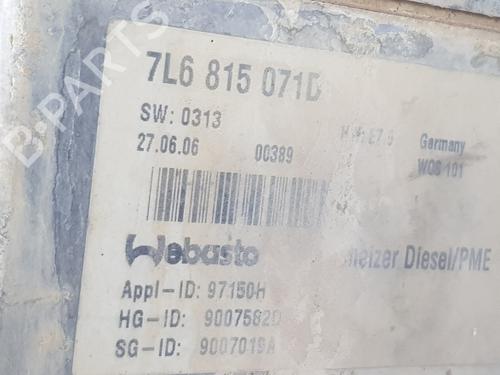 B-PARTS
7L6 815 071D
SW: 0313
27.06.06 00389 Germany
WOS 101
Webasto Diesel/PME
Appl-ID: 97150H
HG-ID: 9007582D
SG-ID: 9007019A